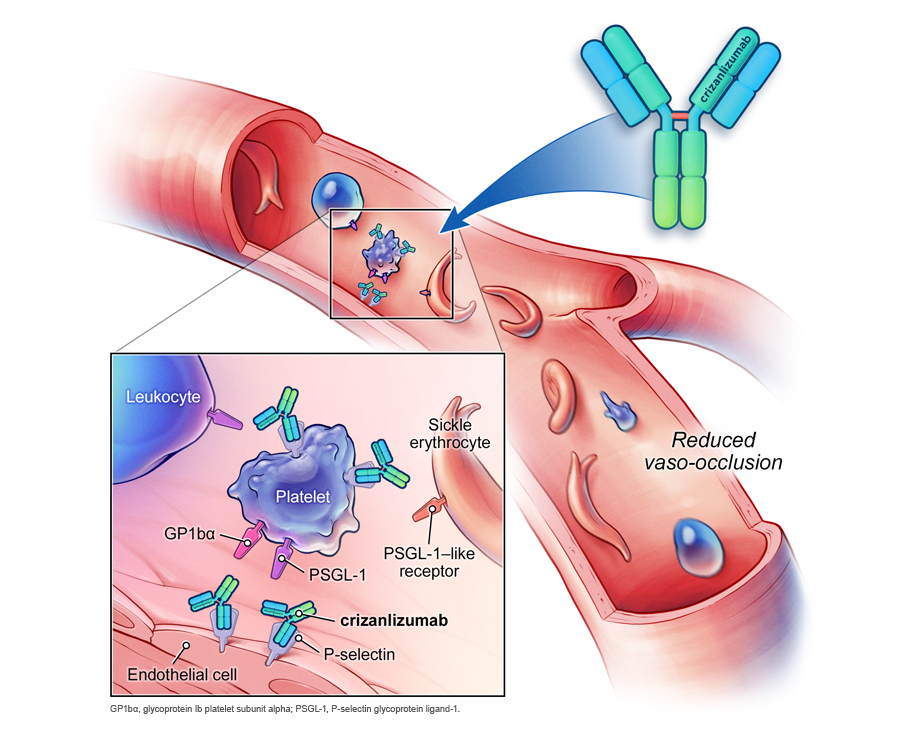 crizanlizumab
Reduced
vaso-occlusion
Leukocyte
Sickle
erythrocyte
Platelet
GP1bα
PSGL-1
PSGL-1–like
receptor
crizanlizumab
P-selectin
Endothelial cell
GP1bα, glycoprotein Ib platelet subunit alpha; PSGL-1, P-selectin glycoprotein ligand-1.